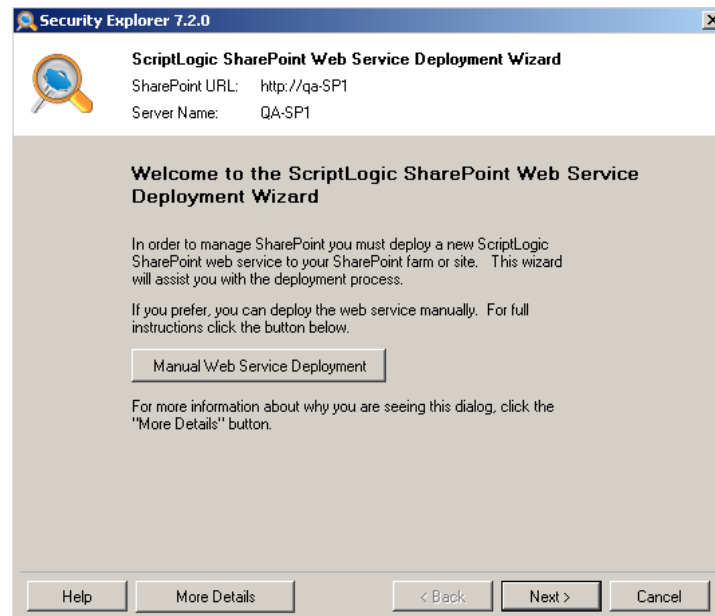 Security Explorer 7.2.0
ScriptLogic SharePoint Web Service Deployment Wizard
SharePoint URL: http://qa-SP1
Server Name: QA-SP1
Welcome to the ScriptLogic SharePoint Web Service
Deployment Wizard
In order to manage SharePoint you must deploy a new ScriptLogic
SharePoint web service to your SharePoint farm or site. This wizard
will assist you with the deployment process.
If you prefer, you can deploy the web service manually. For full
instructions click the button below.
Manual Web Service Deployment
For more information about why you are seeing this dialog, click the
"More Details" button.
Help More Details < Back Next > Cancel